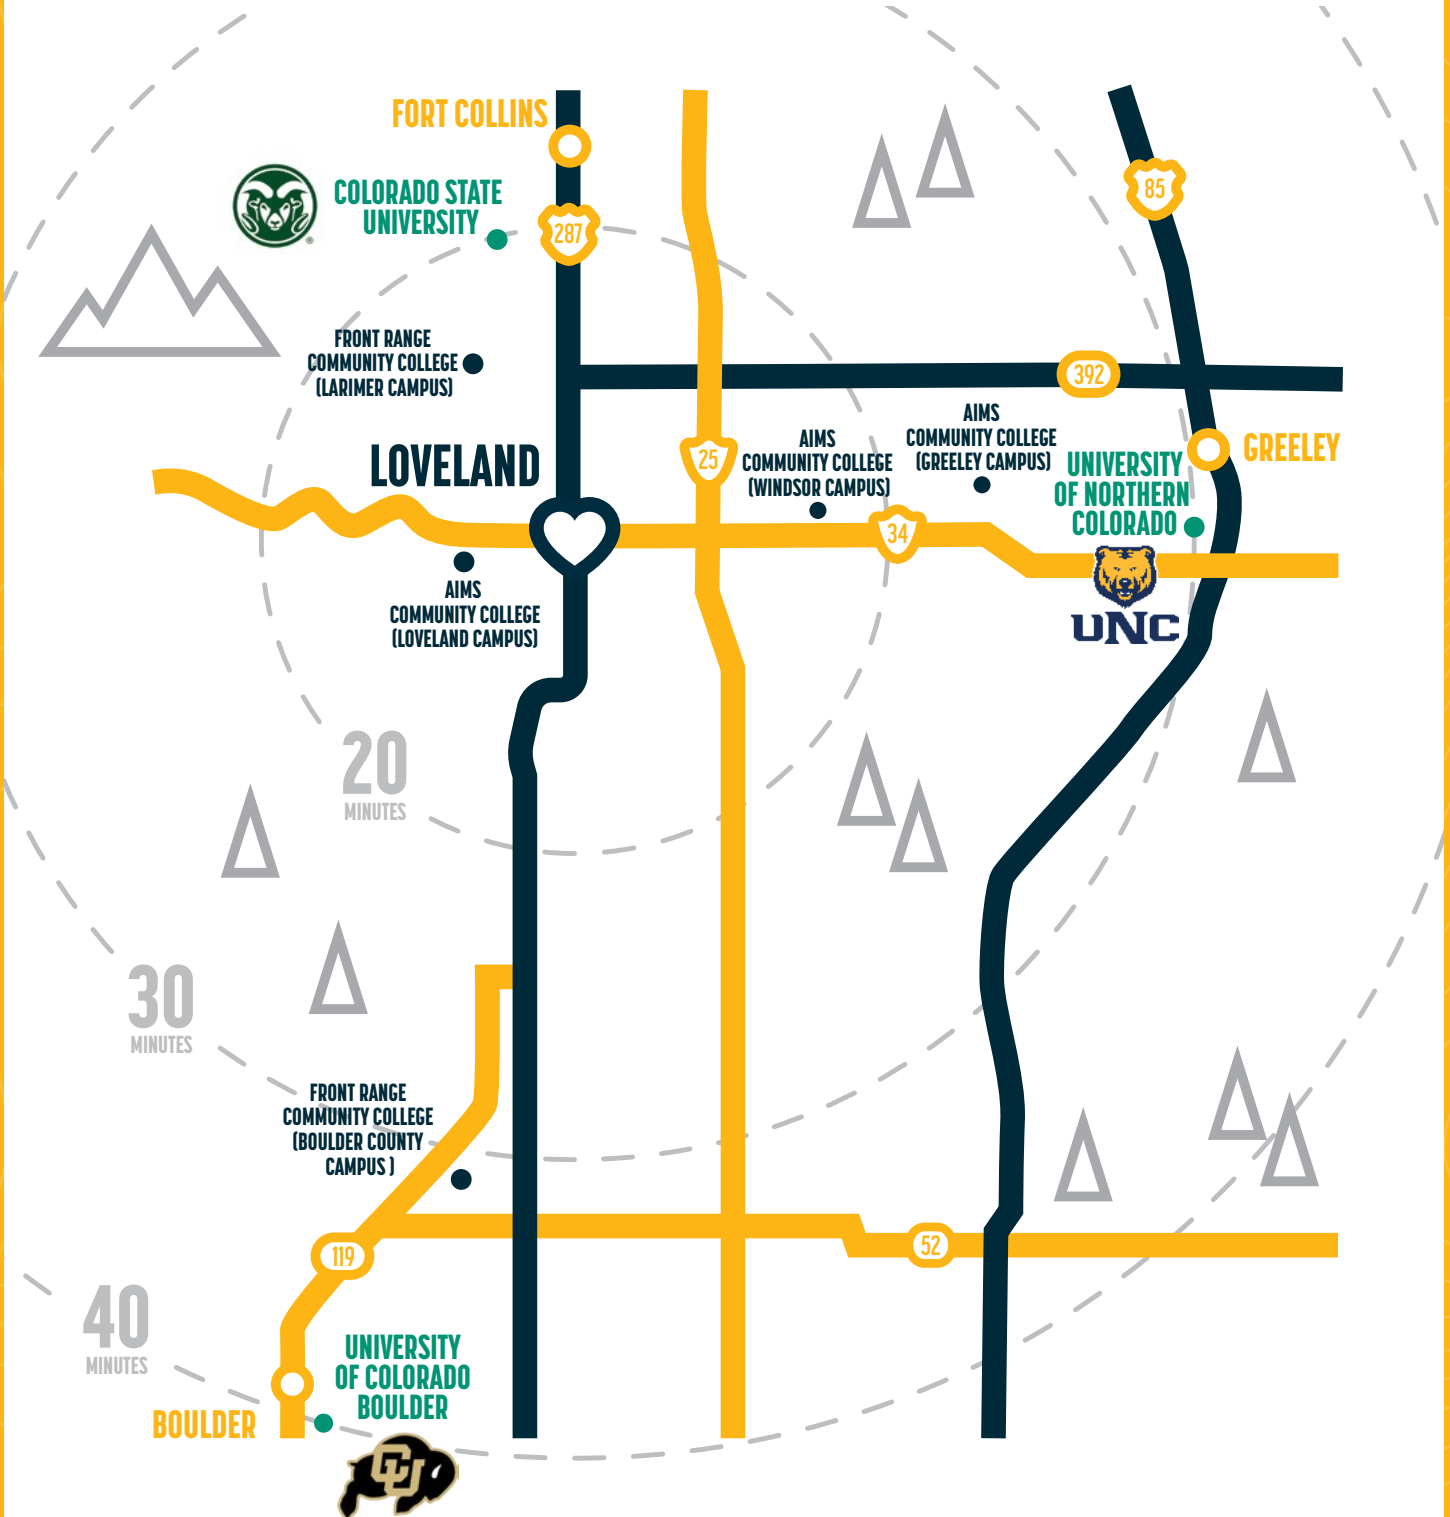 FORT COLLINS
COLORADO STATE
UNIVERSITY
287
85
FRONT RANGE
COMMUNITY COLLEGE
(LARIMER CAMPUS)
392
LOVELAND
25
AIMS
COMMUNITY COLLEGE
(WINDSOR CAMPUS)
AIMS
COMMUNITY COLLEGE
(GREELEY CAMPUS)
GREELEY
UNIVERSITY
OF NORTHERN
COLORADO
34
UNC
AIMS
COMMUNITY COLLEGE
(LOVELAND CAMPUS)
20
MINUTES
30
MINUTES
FRONT RANGE
COMMUNITY COLLEGE
(BOULDER COUNTY
CAMPUS )
119
52
40
MINUTES
UNIVERSITY
OF COLORADO
BOULDER
BOULDER
CU